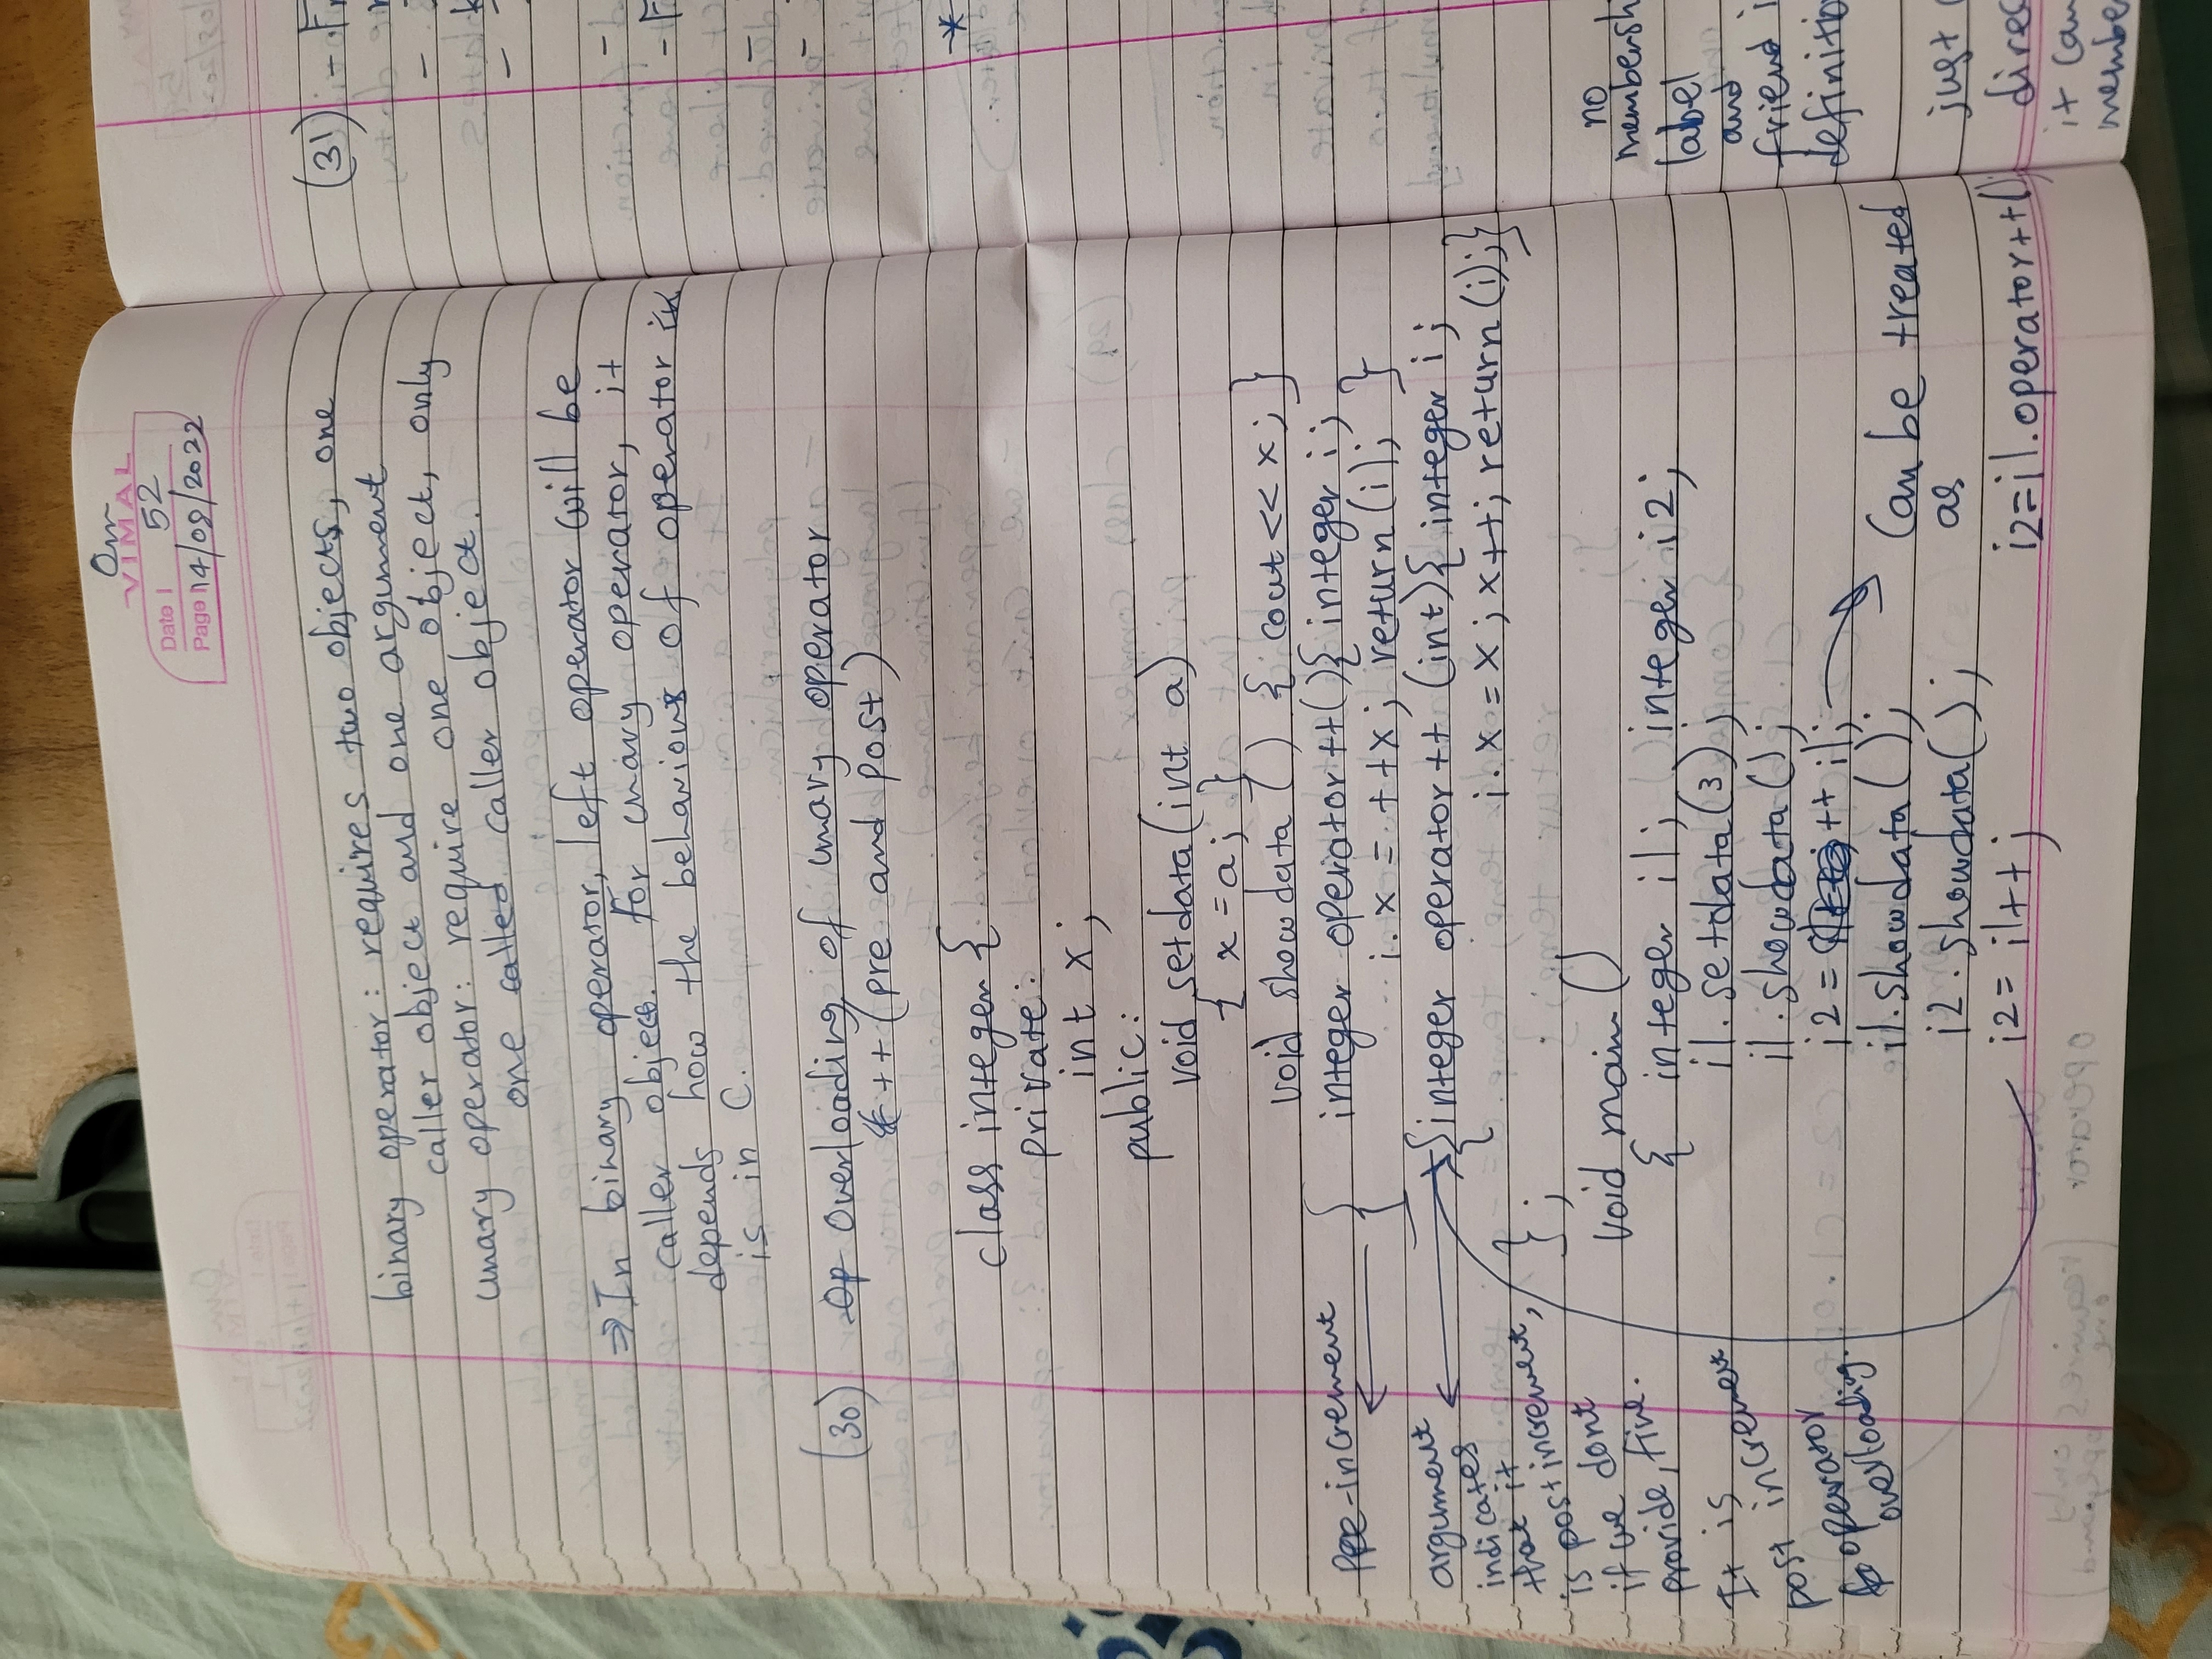 Om
VIMAL
Date | 52
Page 14/08/2022
binary operator: requires two objects, one
caller object and one argument
unary operator: require one object, only
one called caller object.
⇒ In binary operator, left operator will be
caller object. for unary operator, it
depends how the behaviour of operator is
is in C.
(30) Op Overloading of unary operator
++ (pre and post)
class integer {
private:
int x;
public:
void setdata(int a)
{ x = a; }
void showdata() { cout << x; }
Pre-increment
integer operator++(){ integer i;
i.x = ++x; return(i); }
{integer operator++ (int){ integer i;
i.x = x; x++; return(i);}
};
argument
indicates
that it
is post increment,
if we dont
provide, fine.
It is
post increment
operator
overloading.
void main()
{ integer i1; integer i2;
i1.setdata(3);
i1.showdata();
i2 = ++i1;
i1.showdata();
i2.showdata();
i2 = i1++;
Can be treated
as
i2=i1.operator++()
(31)
no
label
and
friend
just
it can